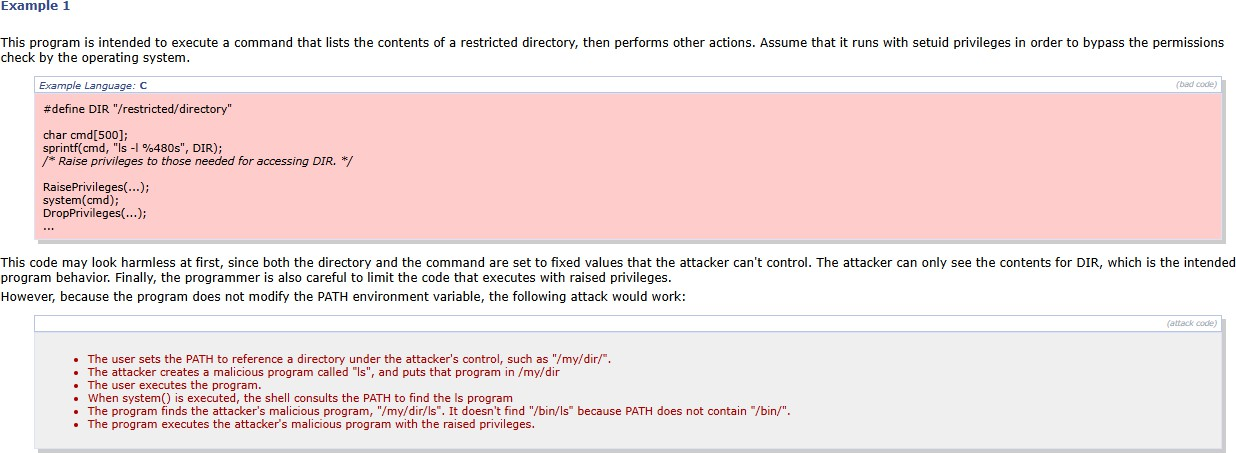 Example 1
This program is intended to execute a command that lists the contents of a restricted directory, then performs other actions. Assume that it runs with setuid privileges in order to bypass the permissions
check by the operating system.
Example Language: C
(bad code)
#define DIR "/restricted/directory"
char cmd[500];
sprintf(cmd, "ls -l %480s", DIR);
/* Raise privileges to those needed for accessing DIR. */
RaisePrivileges(...);
system(cmd);
DropPrivileges(...);
...
This code may look harmless at first, since both the directory and the command are set to fixed values that the attacker can't control. The attacker can only see the contents for DIR, which is the intended
program behavior. Finally, the programmer is also careful to limit the code that executes with raised privileges.
However, because the program does not modify the PATH environment variable, the following attack would work:
(attack code)
• The user sets the PATH to reference a directory under the attacker's control, such as "/my/dir/".
• The attacker creates a malicious program called "ls", and puts that program in /my/dir
• The user executes the program.
• When system() is executed, the shell consults the PATH to find the ls program
• The program finds the attacker's malicious program, "/my/dir/ls". It doesn't find "/bin/ls" because PATH does not contain "/bin/".
• The program executes the attacker's malicious program with the raised privileges.